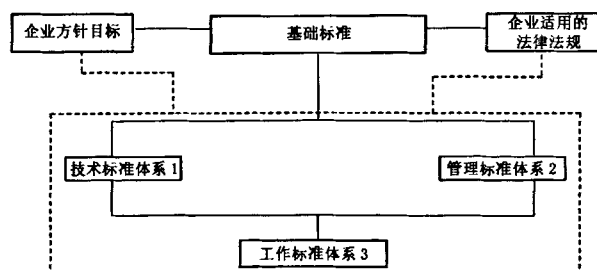 企业方针目标
基础标准
企业适用的
法律法规
技术标准体系1
管理标准体系2
工作标准体系3